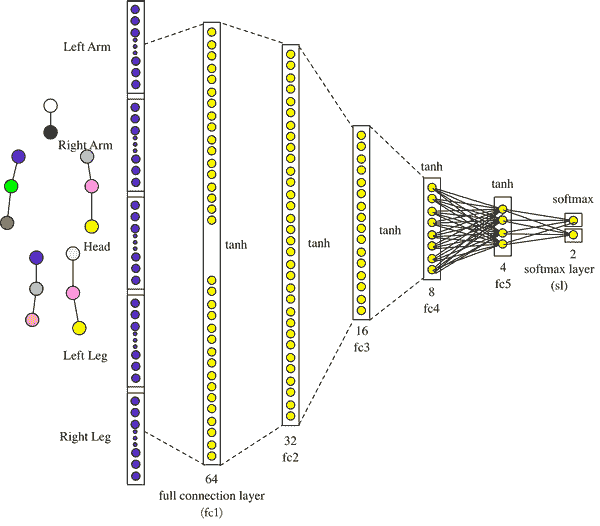 Left Arm
Right Arm
Head
Left Leg
Right Leg
tanh
tanh
tanh
tanh
tanh
softmax
64
full connection layer
(fc1)
32
fc2
16
fc3
8
fc4
4
fc5
2
softmax layer
(sl)